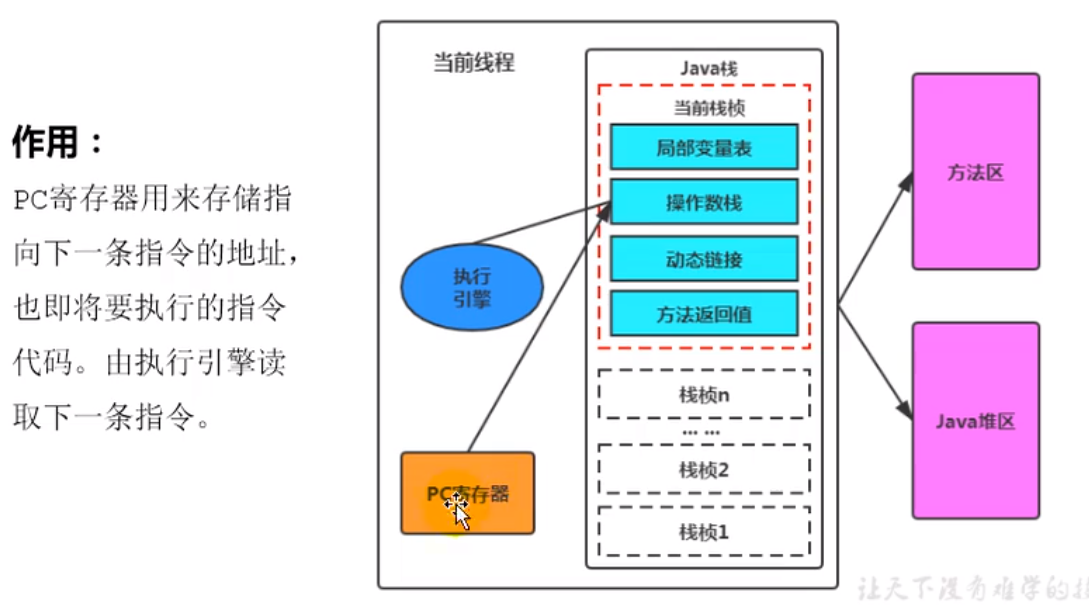 作用：
PC寄存器用来存储指
向下一条指令的地址，
也即将要执行的指令
代码。由执行引擎读
取下一条指令。
当前线程
Java栈
当前栈桢
局部变量表
操作数栈
动态链接
方法返回值
执行
引擎
PC寄存器
栈桢n
... ...
栈桢2
栈桢1
方法区
Java堆区
让天下没有难学的